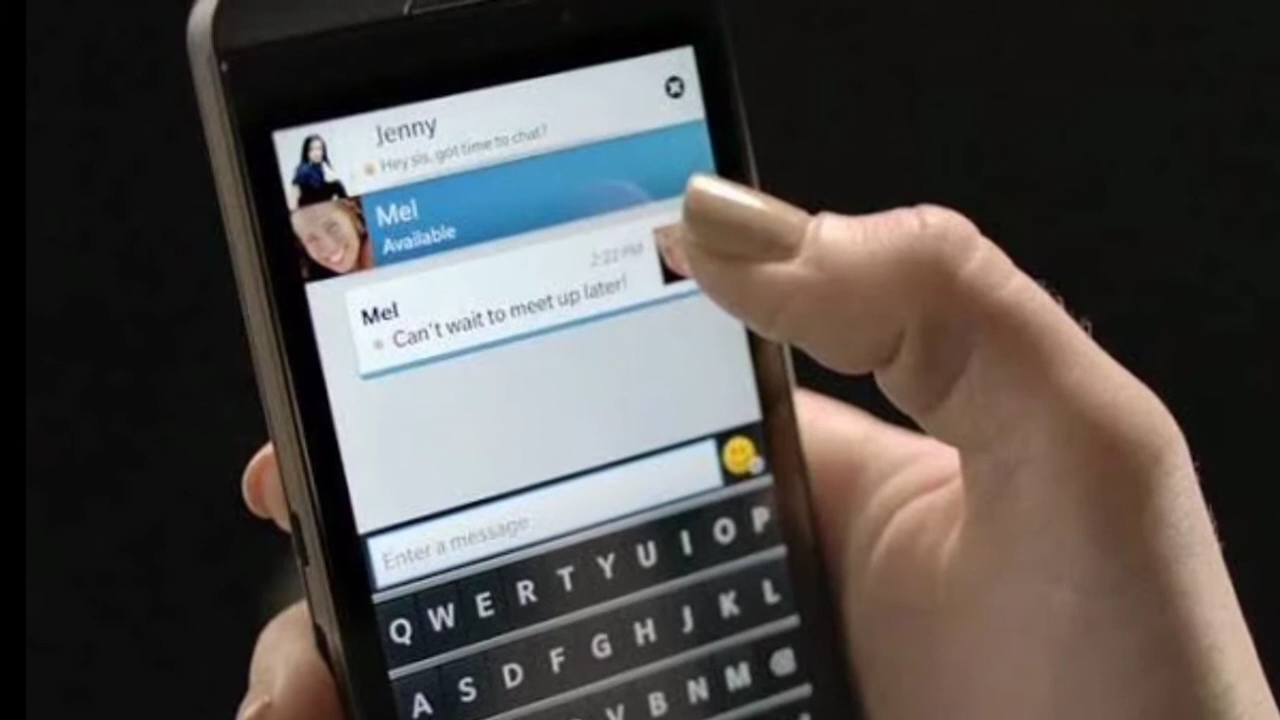 Jenny
Hey sis, got time to chat?
Mel
Available
2:22 PM
Mel
Can't wait to meet up later!
Enter a message
Q W E R T Y U I O P
A S D F G H J K L
V B N M